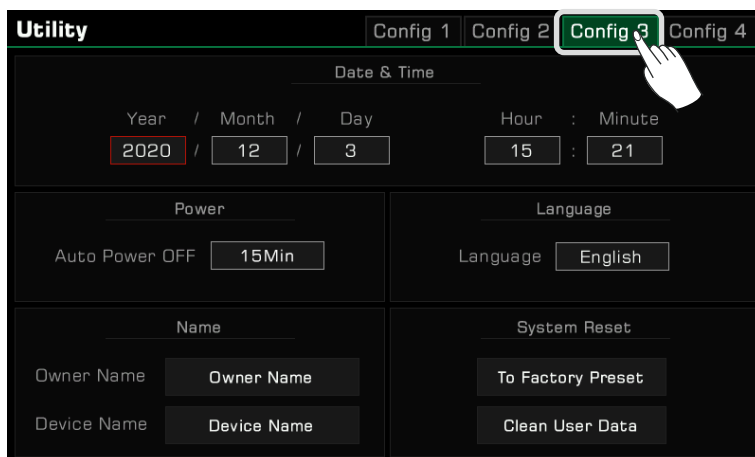 Utility Config 1 Config 2 Config 3 Config 4
Date & Time
Year / Month / Day Hour : Minute
2020 / 12 / 3 15 : 21
Power
Auto Power OFF 15Min
Language
Language English
Name
Owner Name Owner Name
Device Name Device Name
System Reset
To Factory Preset
Clean User Data